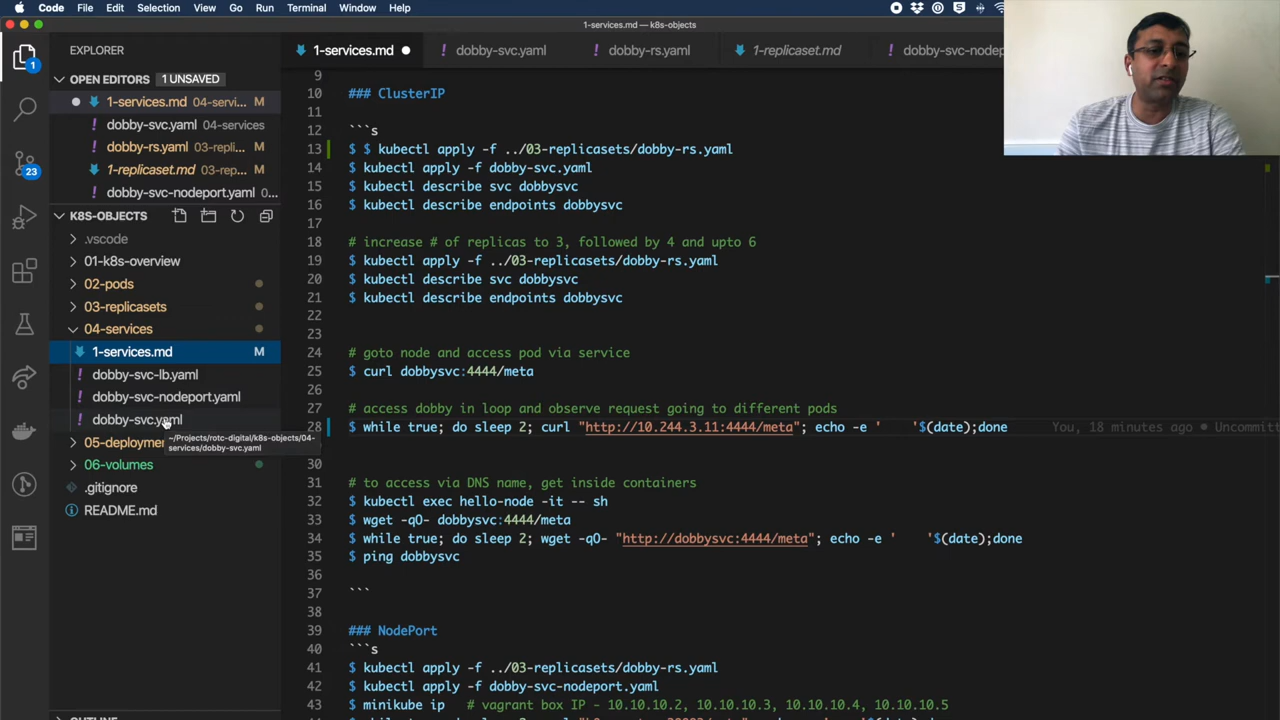 Code File Edit Selection View Go Run Terminal Window Help
1-services.md — k8s-objects
EXPLORER
1-services.md
dobby-svc.yaml
dobby-rs.yaml
1-replicaset.md
dobby-svc-nodep
OPEN EDITORS 1 UNSAVED
1-services.md 04-servi... M
dobby-svc.yaml 04-services
dobby-rs.yaml 03-repli... M
1-replicaset.md 03-rep... M
dobby-svc-nodeport.yaml 0...
K8S-OBJECTS
.vscode
01-k8s-overview
02-pods
03-replicasets
04-services
1-services.md M
dobby-svc-lb.yaml
dobby-svc-nodeport.yaml
dobby-svc.yaml
~/Projects/rotc-digital/k8s-objects/04-
services/dobby-svc.yaml
05-deploymen
06-volumes
.gitignore
README.md
1
23
9
10 ### ClusterIP
11
12 ```s
13 $ $ kubectl apply -f ../03-replicasets/dobby-rs.yaml
14 $ kubectl apply -f dobby-svc.yaml
15 $ kubectl describe svc dobbysvc
16 $ kubectl describe endpoints dobbysvc
17
18 # increase # of replicas to 3, followed by 4 and upto 6
19 $ kubectl apply -f ../03-replicasets/dobby-rs.yaml
20 $ kubectl describe svc dobbysvc
21 $ kubectl describe endpoints dobbysvc
22
23
24 # goto node and access pod via service
25 $ curl dobbysvc:4444/meta
26
27 # access dobby in loop and observe request going to different pods
28 $ while true; do sleep 2; curl "http://10.244.3.11:4444/meta"; echo -e ' '$(date);done You, 18 minutes ago • Uncommitt
30
31 # to access via DNS name, get inside containers
32 $ kubectl exec hello-node -it -- sh
33 $ wget -qO- dobbysvc:4444/meta
34 $ while true; do sleep 2; wget -qO- "http://dobbysvc:4444/meta"; echo -e ' '$(date);done
35 $ ping dobbysvc
36
37 ```
38
39 ### NodePort
40 ```s
41 $ kubectl apply -f ../03-replicasets/dobby-rs.yaml
42 $ kubectl apply -f dobby-svc-nodeport.yaml
43 $ minikube ip # vagrant box IP - 10.10.10.2, 10.10.10.3, 10.10.10.4, 10.10.10.5